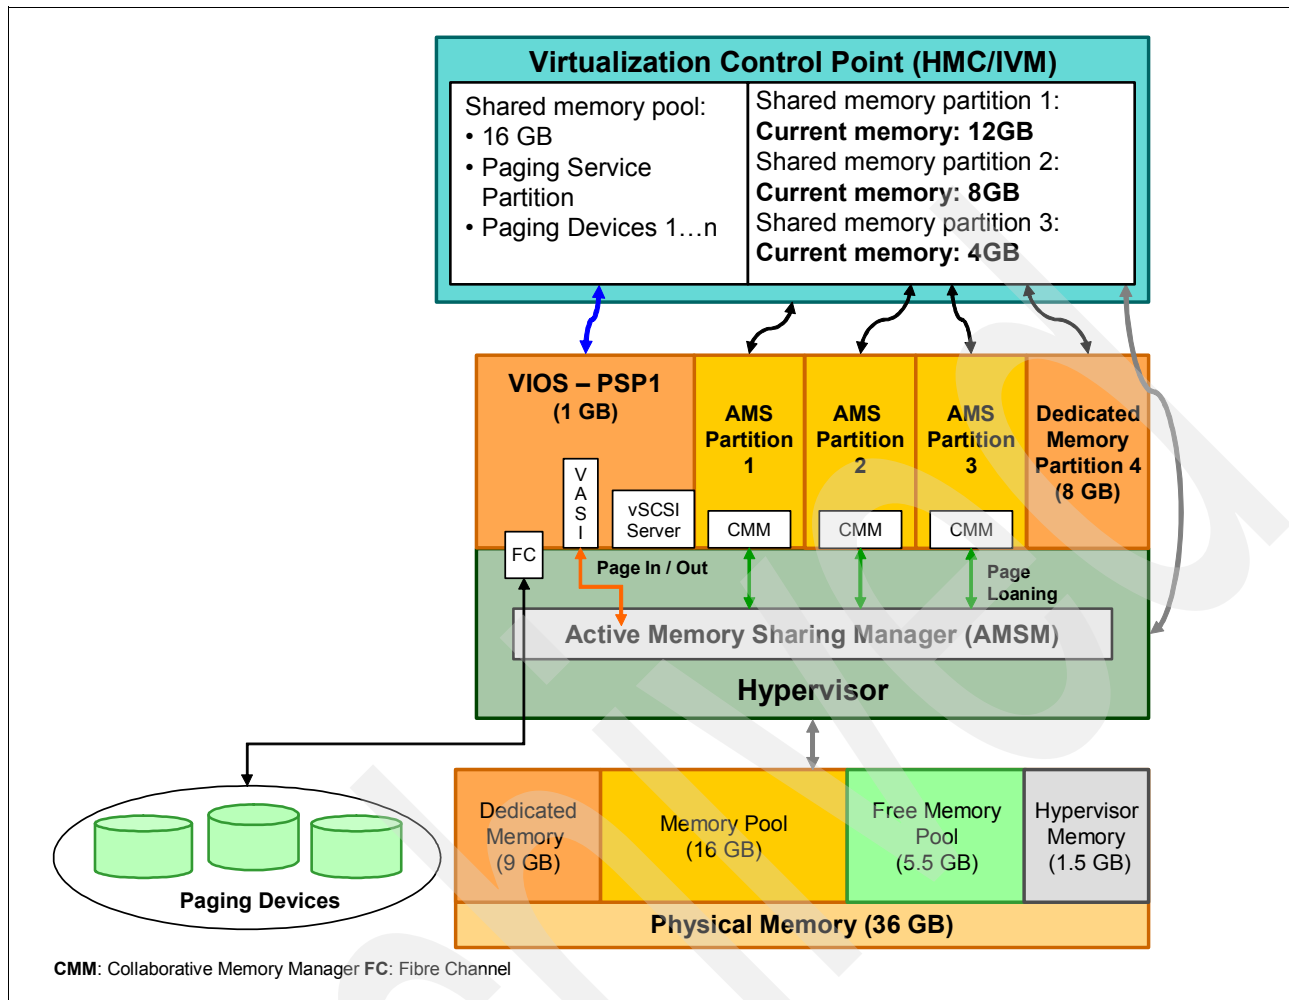 Virtualization Control Point (HMC/IVM)
Shared memory pool:
• 16 GB
• Paging Service
Partition
• Paging Devices 1…n
Shared memory partition 1:
Current memory: 12GB
Shared memory partition 2:
Current memory: 8GB
Shared memory partition 3:
Current memory: 4GB
VIOS – PSP1
(1 GB)
AMS
Partition
1
AMS
Partition
2
AMS
Partition
3
Dedicated
Memory
Partition 4
(8 GB)
V
A
S
I
vSCSI
Server
CMM
CMM
CMM
FC
Page In / Out
Page
Loaning
Active Memory Sharing Manager (AMSM)
Hypervisor
Dedicated
Memory
(9 GB)
Memory Pool
(16 GB)
Free Memory
Pool
(5.5 GB)
Hypervisor
Memory
(1.5 GB)
Physical Memory (36 GB)
Paging Devices
CMM: Collaborative Memory Manager FC: Fibre Channel